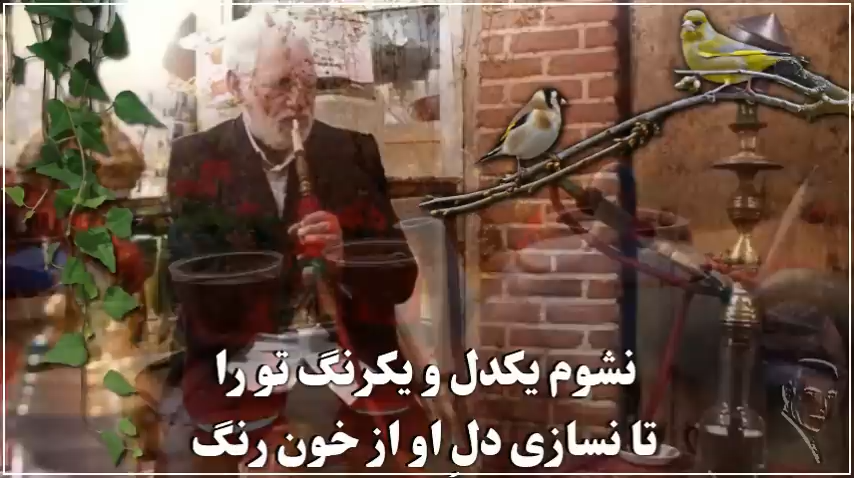 نشوم یکدل و یکرنگ تو را
تا نسازی دلِ او از خون رنگ